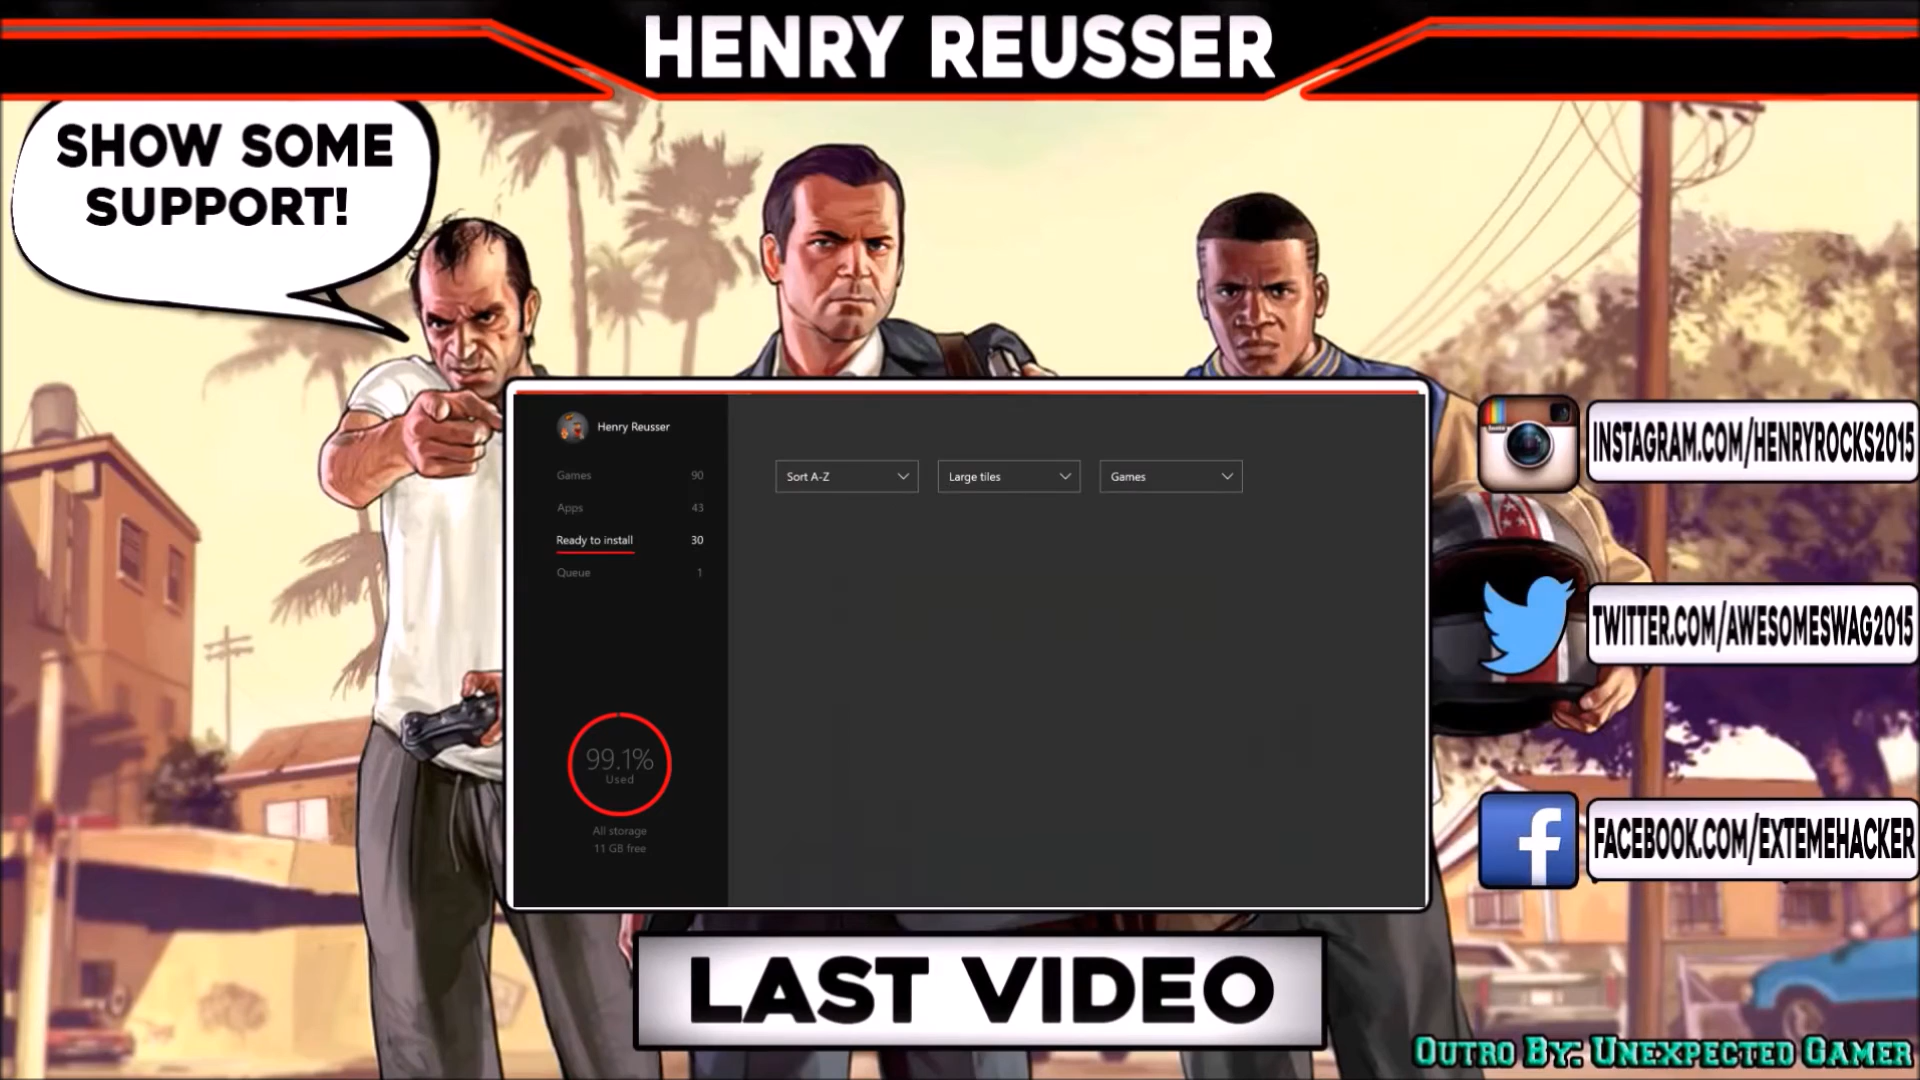 HENRY REUSSER
SHOW SOME
SUPPORT!
Henry Reusser
Games 90
Apps 43
Ready to install 30
Queue 1
Sort A-Z
Large tiles
Games
99.1%
Used
All storage
11 GB free
INSTAGRAM.COM/HENRYROCKS2015
TWITTER.COM/AWESOMESWAG2015
FACEBOOK.COM/EXTEMEHACKER
LAST VIDEO
OUTRO BY: UNEXPECTED GAMER